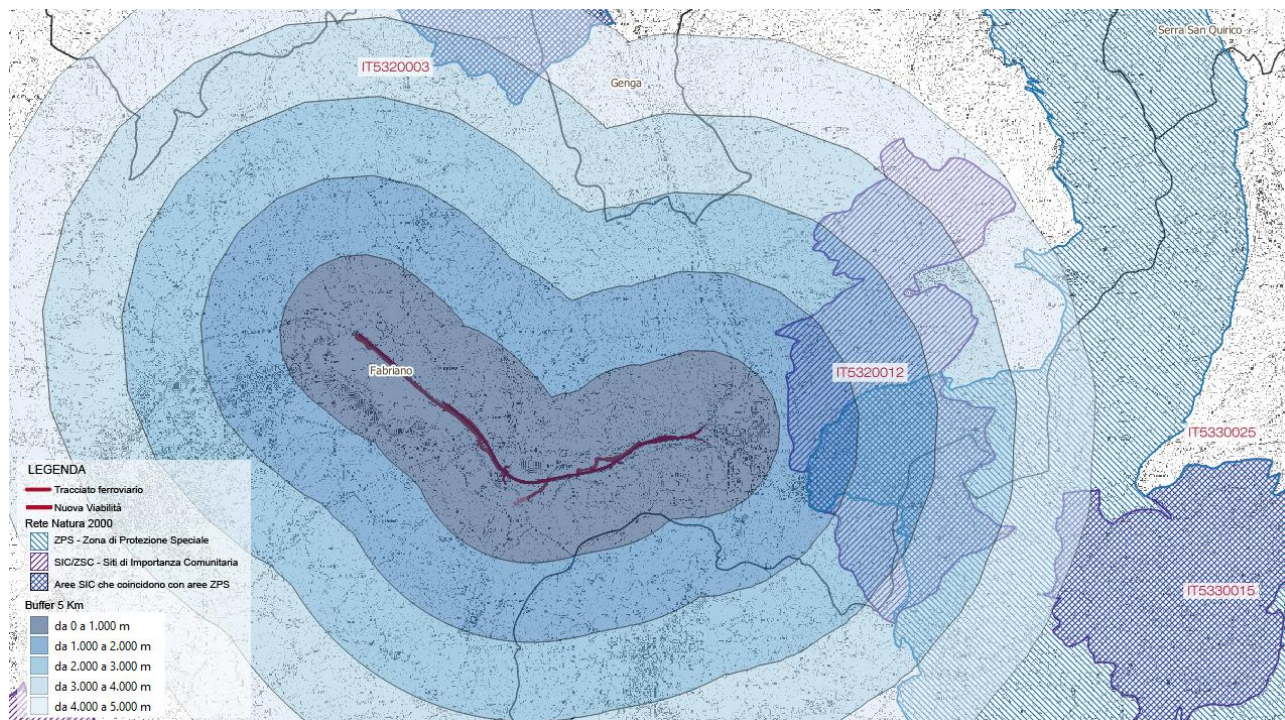 Serra San Quirico
IT5320003
Genga
Fabriano
IT5320012
IT5330025
IT5330015
LEGENDA
Tracciato ferroviario
Nuova Viabilità
Rete Natura 2000
ZPS - Zona di Protezione Speciale
SIC/ZSC - Siti di Importanza Comunitaria
Aree SIC che coincidono con aree ZPS
Buffer 5 Km
da 0 a 1.000 m
da 1.000 a 2.000 m
da 2.000 a 3.000 m
da 3.000 a 4.000 m
da 4.000 a 5.000 m